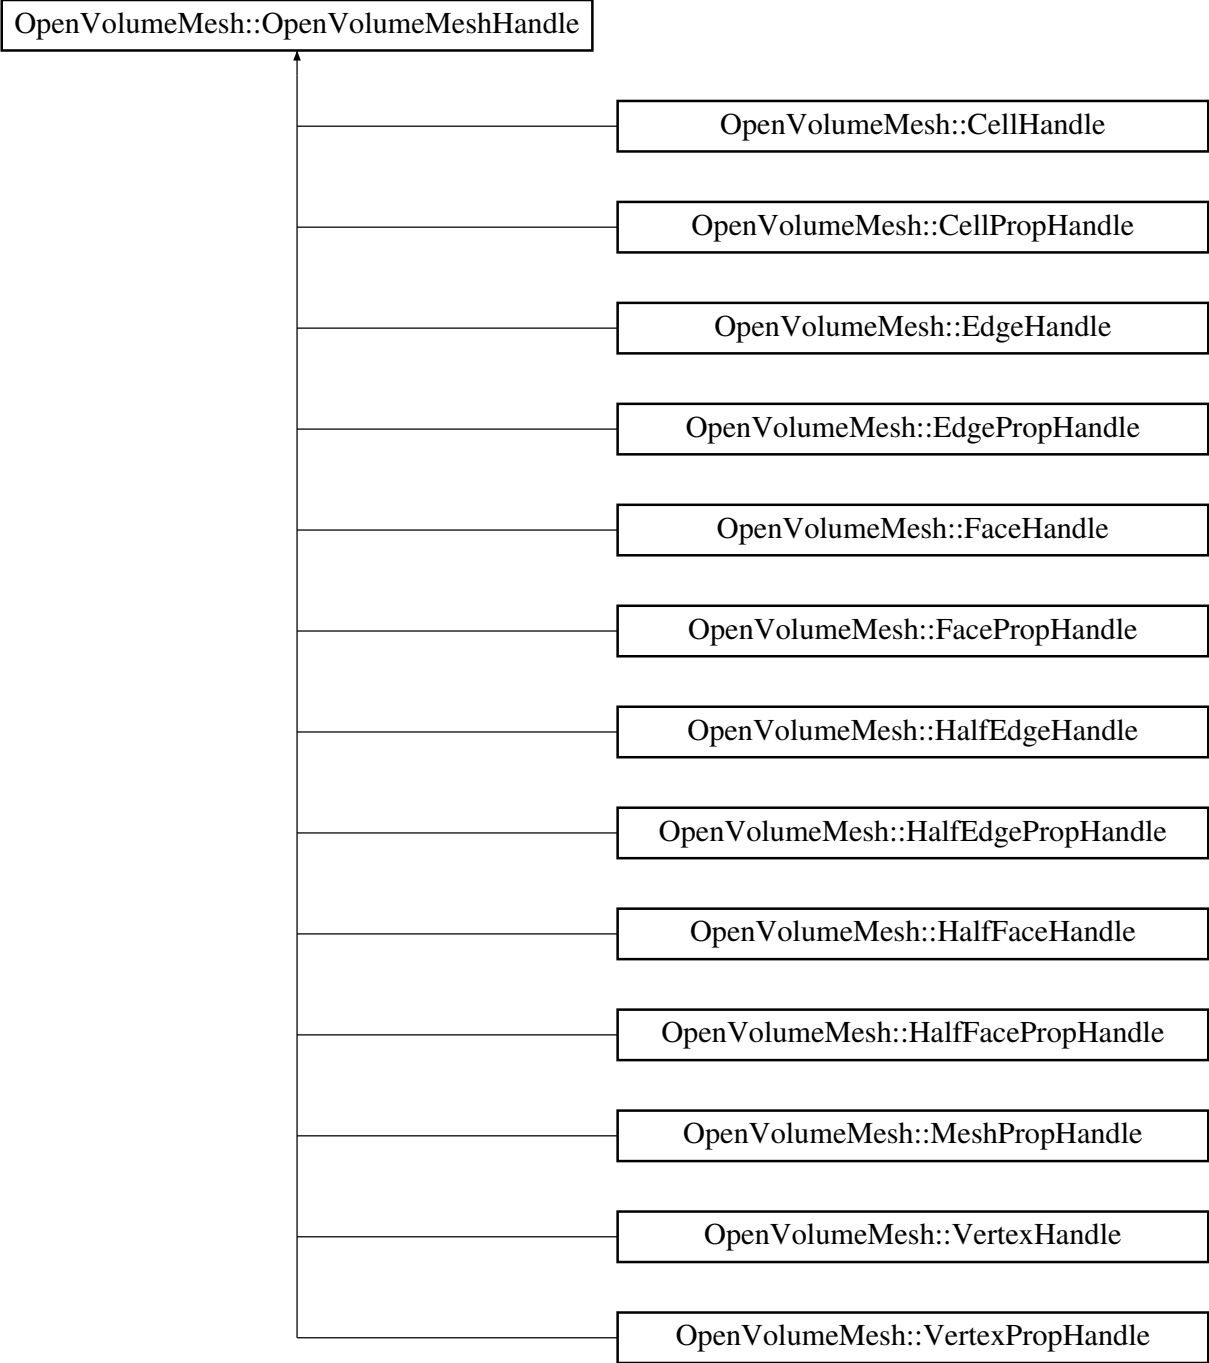 OpenVolumeMesh::OpenVolumeMeshHandle
OpenVolumeMesh::CellHandle
OpenVolumeMesh::CellPropHandle
OpenVolumeMesh::EdgeHandle
OpenVolumeMesh::EdgePropHandle
OpenVolumeMesh::FaceHandle
OpenVolumeMesh::FacePropHandle
OpenVolumeMesh::HalfEdgeHandle
OpenVolumeMesh::HalfEdgePropHandle
OpenVolumeMesh::HalfFaceHandle
OpenVolumeMesh::HalfFacePropHandle
OpenVolumeMesh::MeshPropHandle
OpenVolumeMesh::VertexHandle
OpenVolumeMesh::VertexPropHandle